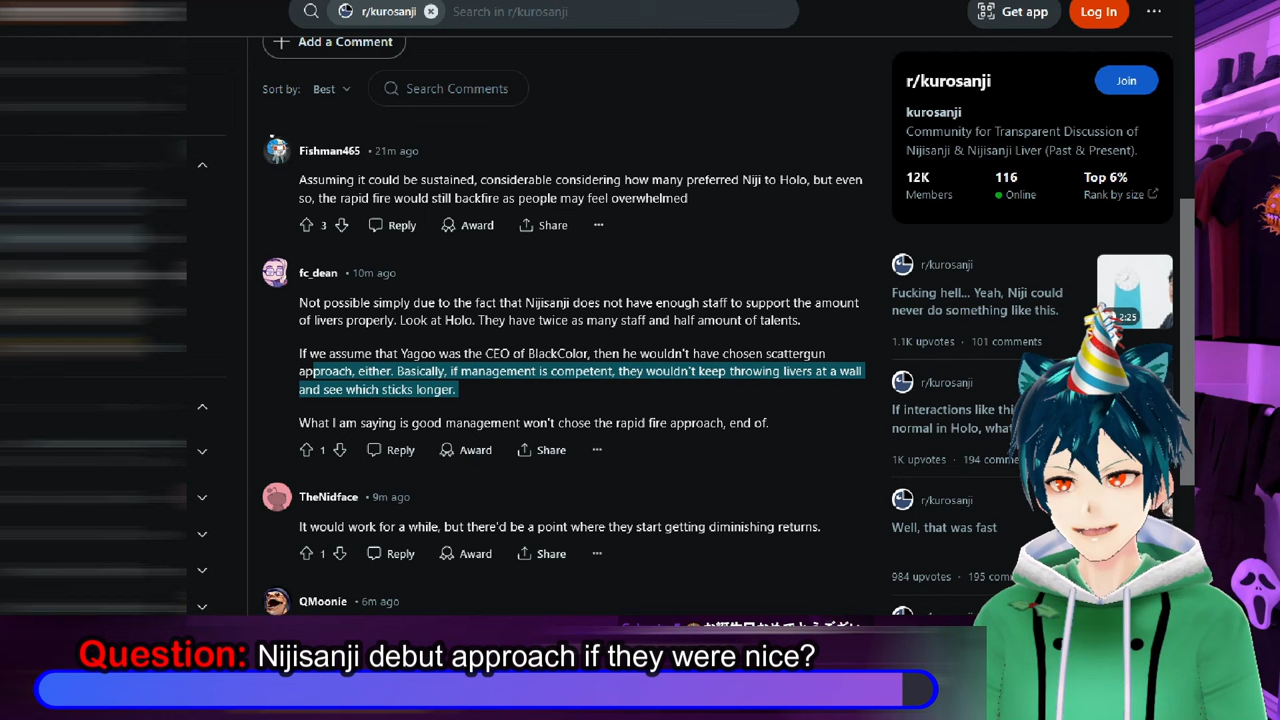 r/kurosanji
Search in r/kurosanji
Get app
Log In
Add a Comment
Sort by: Best
Search Comments
Fishman465 • 21m ago
Assuming it could be sustained, considerable considering how many preferred Niji to Holo, but even
so, the rapid fire would still backfire as people may feel overwhelmed
3
Reply
Award
Share
fc_dean • 10m ago
Not possible simply due to the fact that Nijisanji does not have enough staff to support the amount
of livers properly. Look at Holo. They have twice as many staff and half amount of talents.
If we assume that Yagoo was the CEO of BlackColor, then he wouldn't have chosen scattergun
approach, either. Basically, if management is competent, they wouldn't keep throwing livers at a wall
and see which sticks longer.
What I am saying is good management won't chose the rapid fire approach, end of.
1
Reply
Award
Share
TheNidface • 9m ago
It would work for a while, but there'd be a point where they start getting diminishing returns.
1
Reply
Award
Share
QMoonie • 6m ago
r/kurosanji
Join
kurosanji
Community for Transparent Discussion of
Nijisanji & Nijisanji Liver (Past & Present).
12K
116
Top 6%
Members
Online
Rank by size
r/kurosanji
Fucking hell... Yeah, Niji could
never do something like this.
2:25
1.1K upvotes • 101 comments
r/kurosanji
If interactions like
normal in Holo,
1K upvotes • 194
r/kurosanji
Well, that was fast
984 upvotes • 195
Question: Nijisanji debut approach if they were nice?